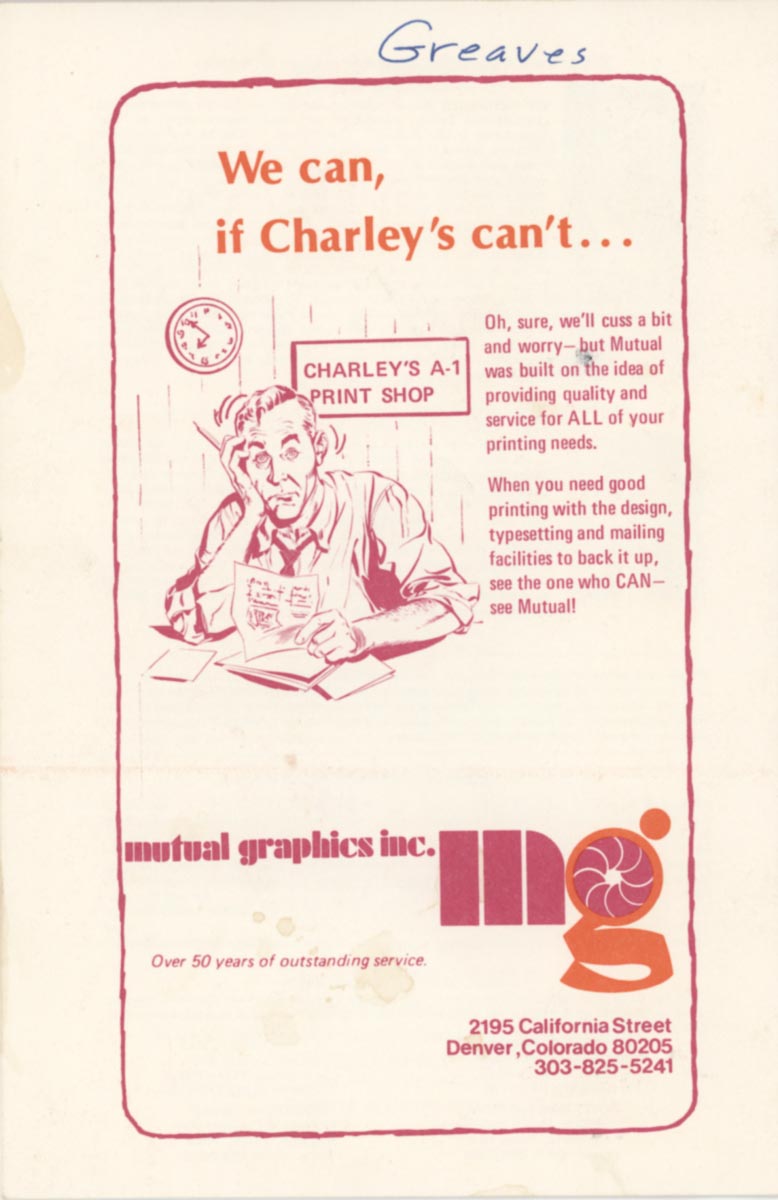 Greaves
We can,
if Charley's can't...
CHARLEY'S A-1
PRINT SHOP
Oh, sure, we'll cuss a bit
and worry—but Mutual
was built on the idea of
providing quality and
service for ALL of your
printing needs.
When you need good
printing with the design,
typesetting and mailing
facilities to back it up,
see the one who CAN—
see Mutual!
mutual graphics inc.
mg
Over 50 years of outstanding service.
2195 California Street
Denver, Colorado 80205
303-825-5241